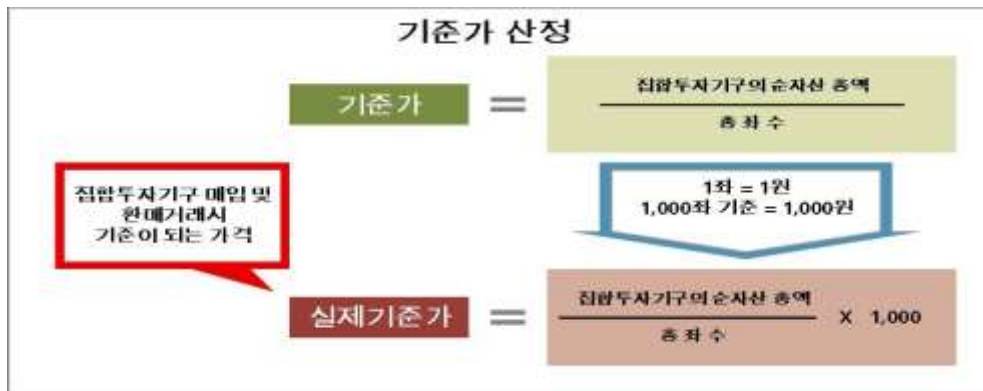 기준가 산정
기준가
=
집합투자기구의 순자산 총액
총 좌 수
집합투자기구 매입 및
환매거래시
기준이 되는 가격
1좌 = 1원
1,000좌 기준 = 1,000원
실제기준가
=
집합투자기구의 순자산 총액
총 좌 수
X 1,000